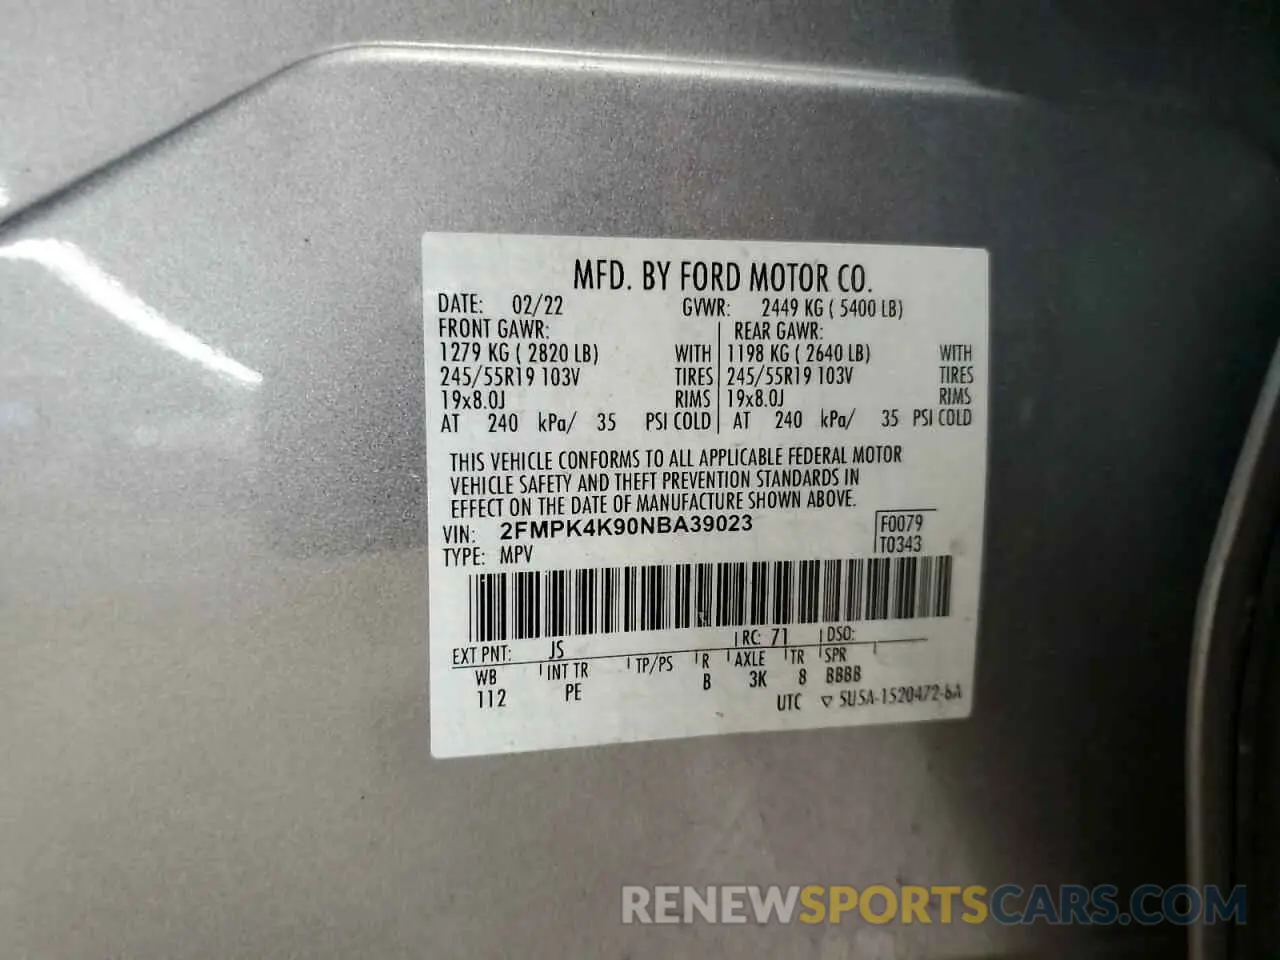 MFD. BY FORD MOTOR CO.
DATE: 02/22 GVWR: 2449 KG ( 5400 LB)
FRONT GAWR: REAR GAWR:
1279 KG ( 2820 LB) WITH 1198 KG ( 2640 LB) WITH
245/55R19 103V TIRES 245/55R19 103V TIRES
19x8.0J RIMS 19x8.0J RIMS
AT 240 kPa/ 35 PSI COLD AT 240 kPa/ 35 PSI COLD
THIS VEHICLE CONFORMS TO ALL APPLICABLE FEDERAL MOTOR
VEHICLE SAFETY AND THEFT PREVENTION STANDARDS IN
EFFECT ON THE DATE OF MANUFACTURE SHOWN ABOVE.
VIN: 2FMPK4K90NBA39023 F0079
TYPE: MPV T0343
EXT PNT: JS RC: 71 DSO:
WB INT TR TP/PS R AXLE TR SPR
112 PE B 3K 8 BBBB
UTC ▽ SU5A-1520472-BA
RENEWSPORTSCARS.COM